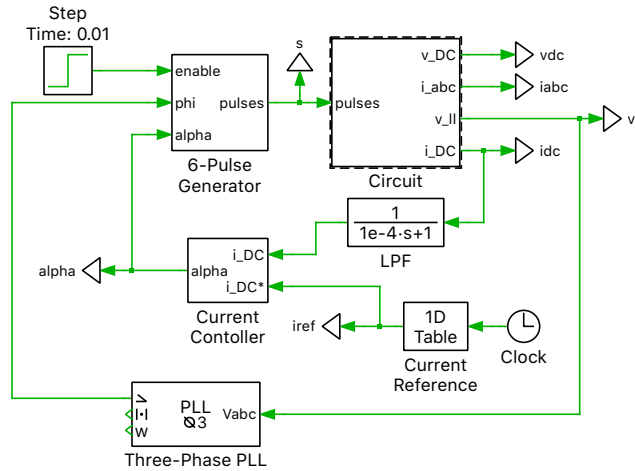 Step
Time: 0.01
enable
phi
alpha
pulses
6-Pulse
Generator
s
pulses
v_DC
i_abc
v_ll
i_DC
Circuit
vdc
iabc
v
idc
1
1e-4·s+1
LPF
alpha
alpha
i_DC
i_DC*
Current
Contoller
iref
1D
Table
Current
Reference
Clock
∠
|•|
w
PLL
3
Vabc
Three-Phase PLL